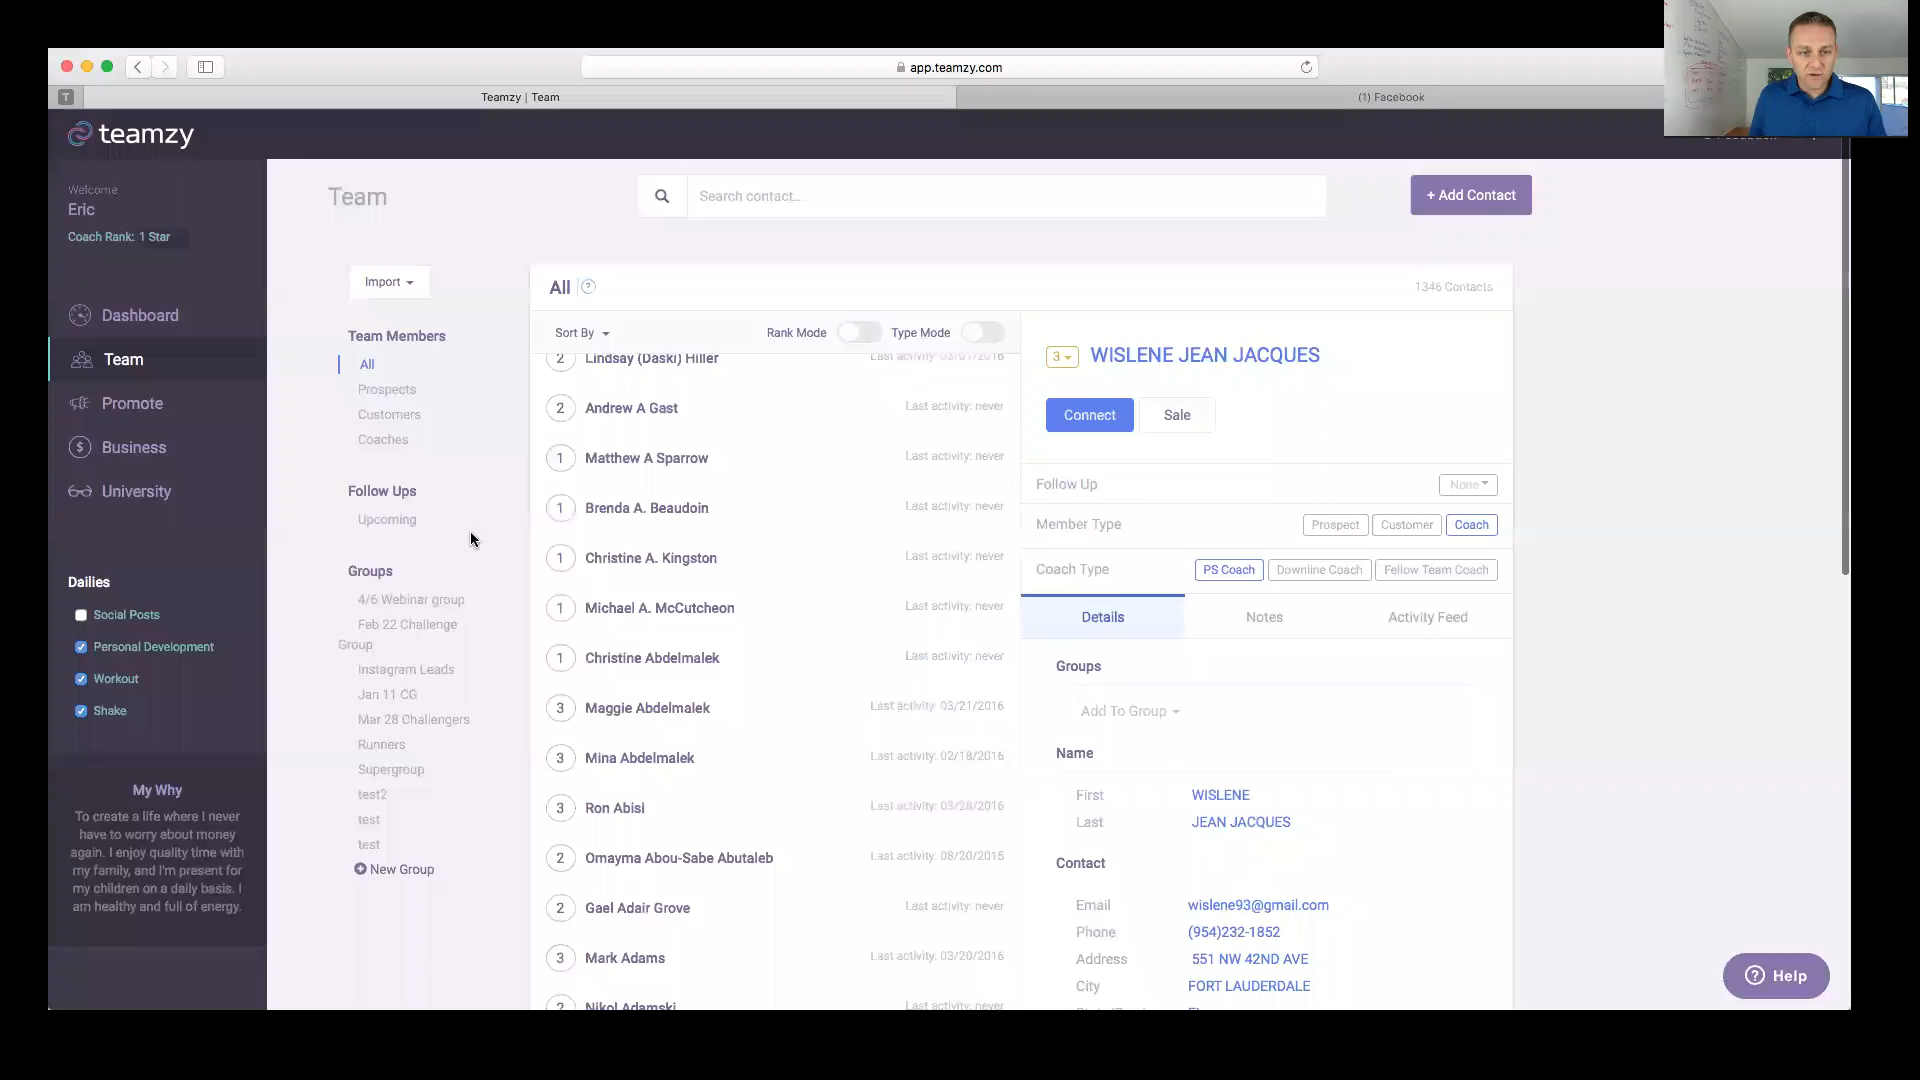 app.teamzy.com
T
Teamzy | Team
(1) Facebook
teamzy
Welcome
Eric
Coach Rank: 1 Star
Dashboard
Team
Promote
Business
University
Dailies
Social Posts
Personal Development
Workout
Shake
My Why
To create a life where I never
have to worry about money
again. I enjoy quality time with
my family, and I'm present for
my children on a daily basis. I
am healthy and full of energy.
Team
Search contact...
+ Add Contact
Import
Team Members
All
Prospects
Customers
Coaches
Follow Ups
Upcoming
Groups
4/6 Webinar group
Feb 22 Challenge
Group
Instagram Leads
Jan 11 CG
Mar 28 Challengers
Runners
Supergroup
test2
test
test
New Group
All ?
1346 Contacts
Sort By
Rank Mode
Type Mode
2 Lindsay (Daski) Hiller Last activity: 03/01/2016
2 Andrew A Gast Last activity: never
1 Matthew A Sparrow Last activity: never
1 Brenda A. Beaudoin Last activity: never
1 Christine A. Kingston Last activity: never
1 Michael A. McCutcheon Last activity: never
1 Christine Abdelmalek Last activity: never
3 Maggie Abdelmalek Last activity: 03/21/2016
3 Mina Abdelmalek Last activity: 02/18/2016
3 Ron Abisi Last activity: 03/28/2016
2 Omayma Abou-Sabe Abutaleb Last activity: 08/20/2015
2 Gael Adair Grove Last activity: never
3 Mark Adams Last activity: 03/20/2016
2 Nikol Adamski Last activity: never
3 WISLENE JEAN JACQUES
Connect
Sale
Follow Up None
Member Type Prospect Customer Coach
Coach Type PS Coach Downline Coach Fellow Team Coach
Details Notes Activity Feed
Groups
Add To Group
Name
First WISLENE
Last JEAN JACQUES
Contact
Email wislene93@gmail.com
Phone (954)232-1852
Address 551 NW 42ND AVE
City FORT LAUDERDALE
? Help